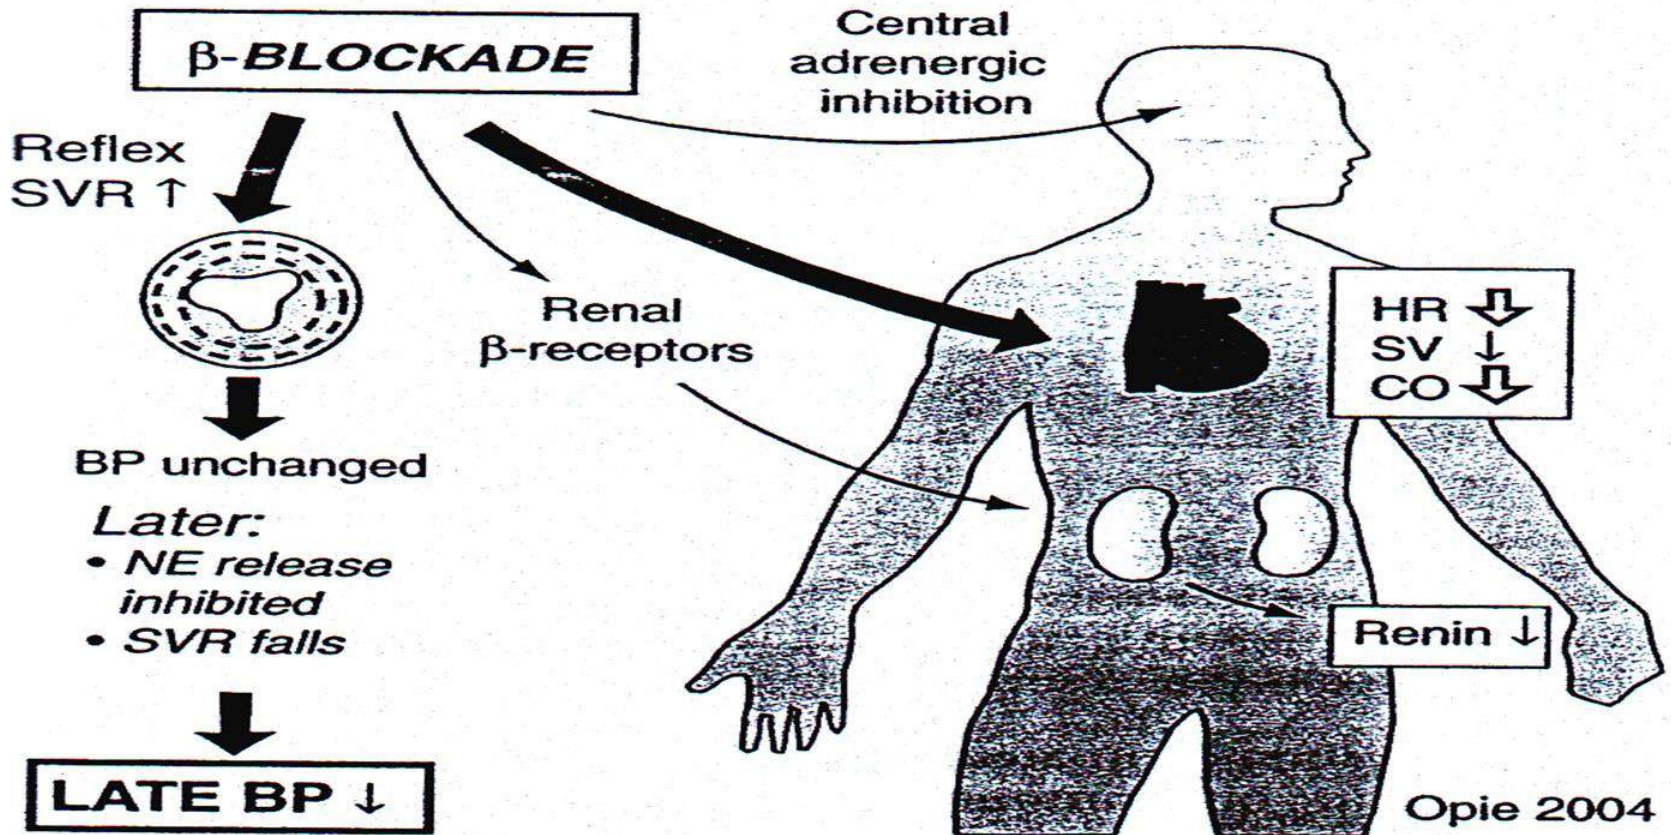 β-BLOCKADE
Central
adrenergic
inhibition
Reflex
SVR ↑
Renal
β-receptors
HR ⇩
SV ↓
CO ⇩
BP unchanged
Later:
• NE release
inhibited
• SVR falls
Renin ↓
LATE BP ↓
Opie 2004